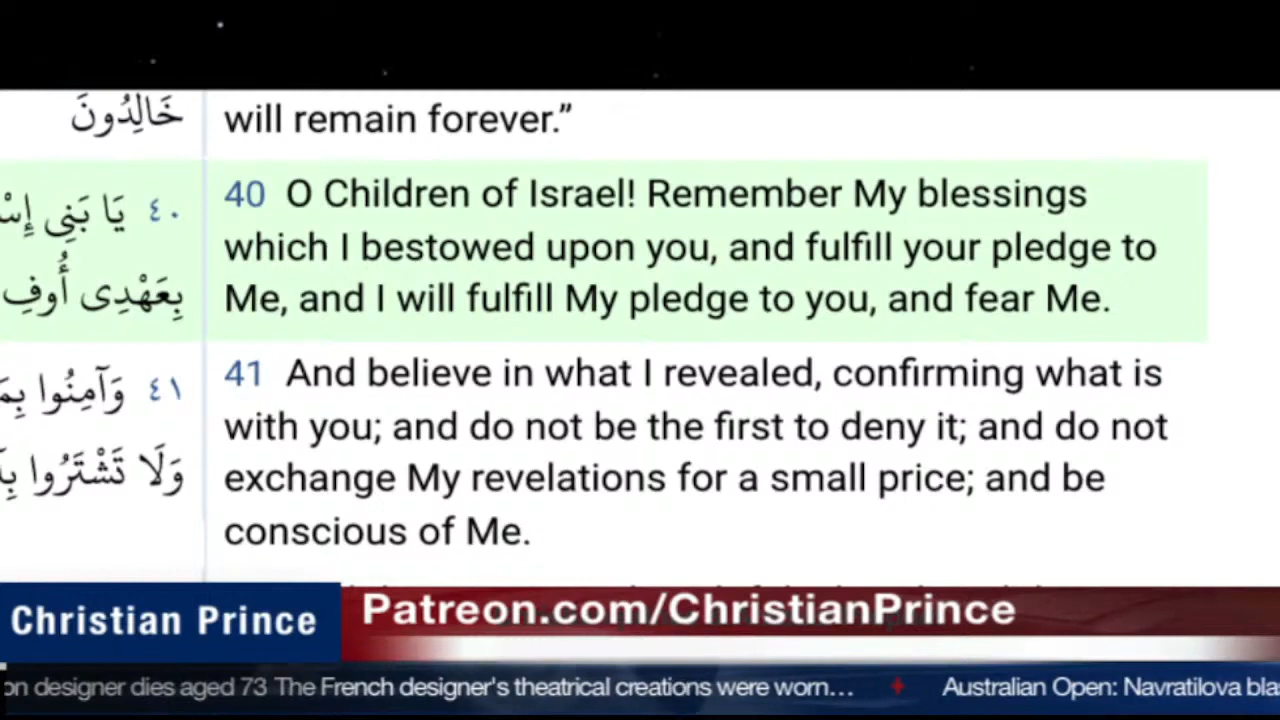 خَالِدُونَ
will remain forever.”
٤٠ يَا بَنِى
40 O Children of Israel! Remember My blessings
which I bestowed upon you, and fulfill your pledge to
بِعَهْدِى أُوفِ
Me, and I will fulfill My pledge to you, and fear Me.
٤١ وَآمِنُوا
41 And believe in what I revealed, confirming what is
with you; and do not be the first to deny it; and do not
وَلَا تَشْتَرُوا
exchange My revelations for a small price; and be
conscious of Me.
Christian Prince
Patreon.com/ChristianPrince
on designer dies aged 73 The French designer's theatrical creations were worn… Australian Open: Navratilova bla